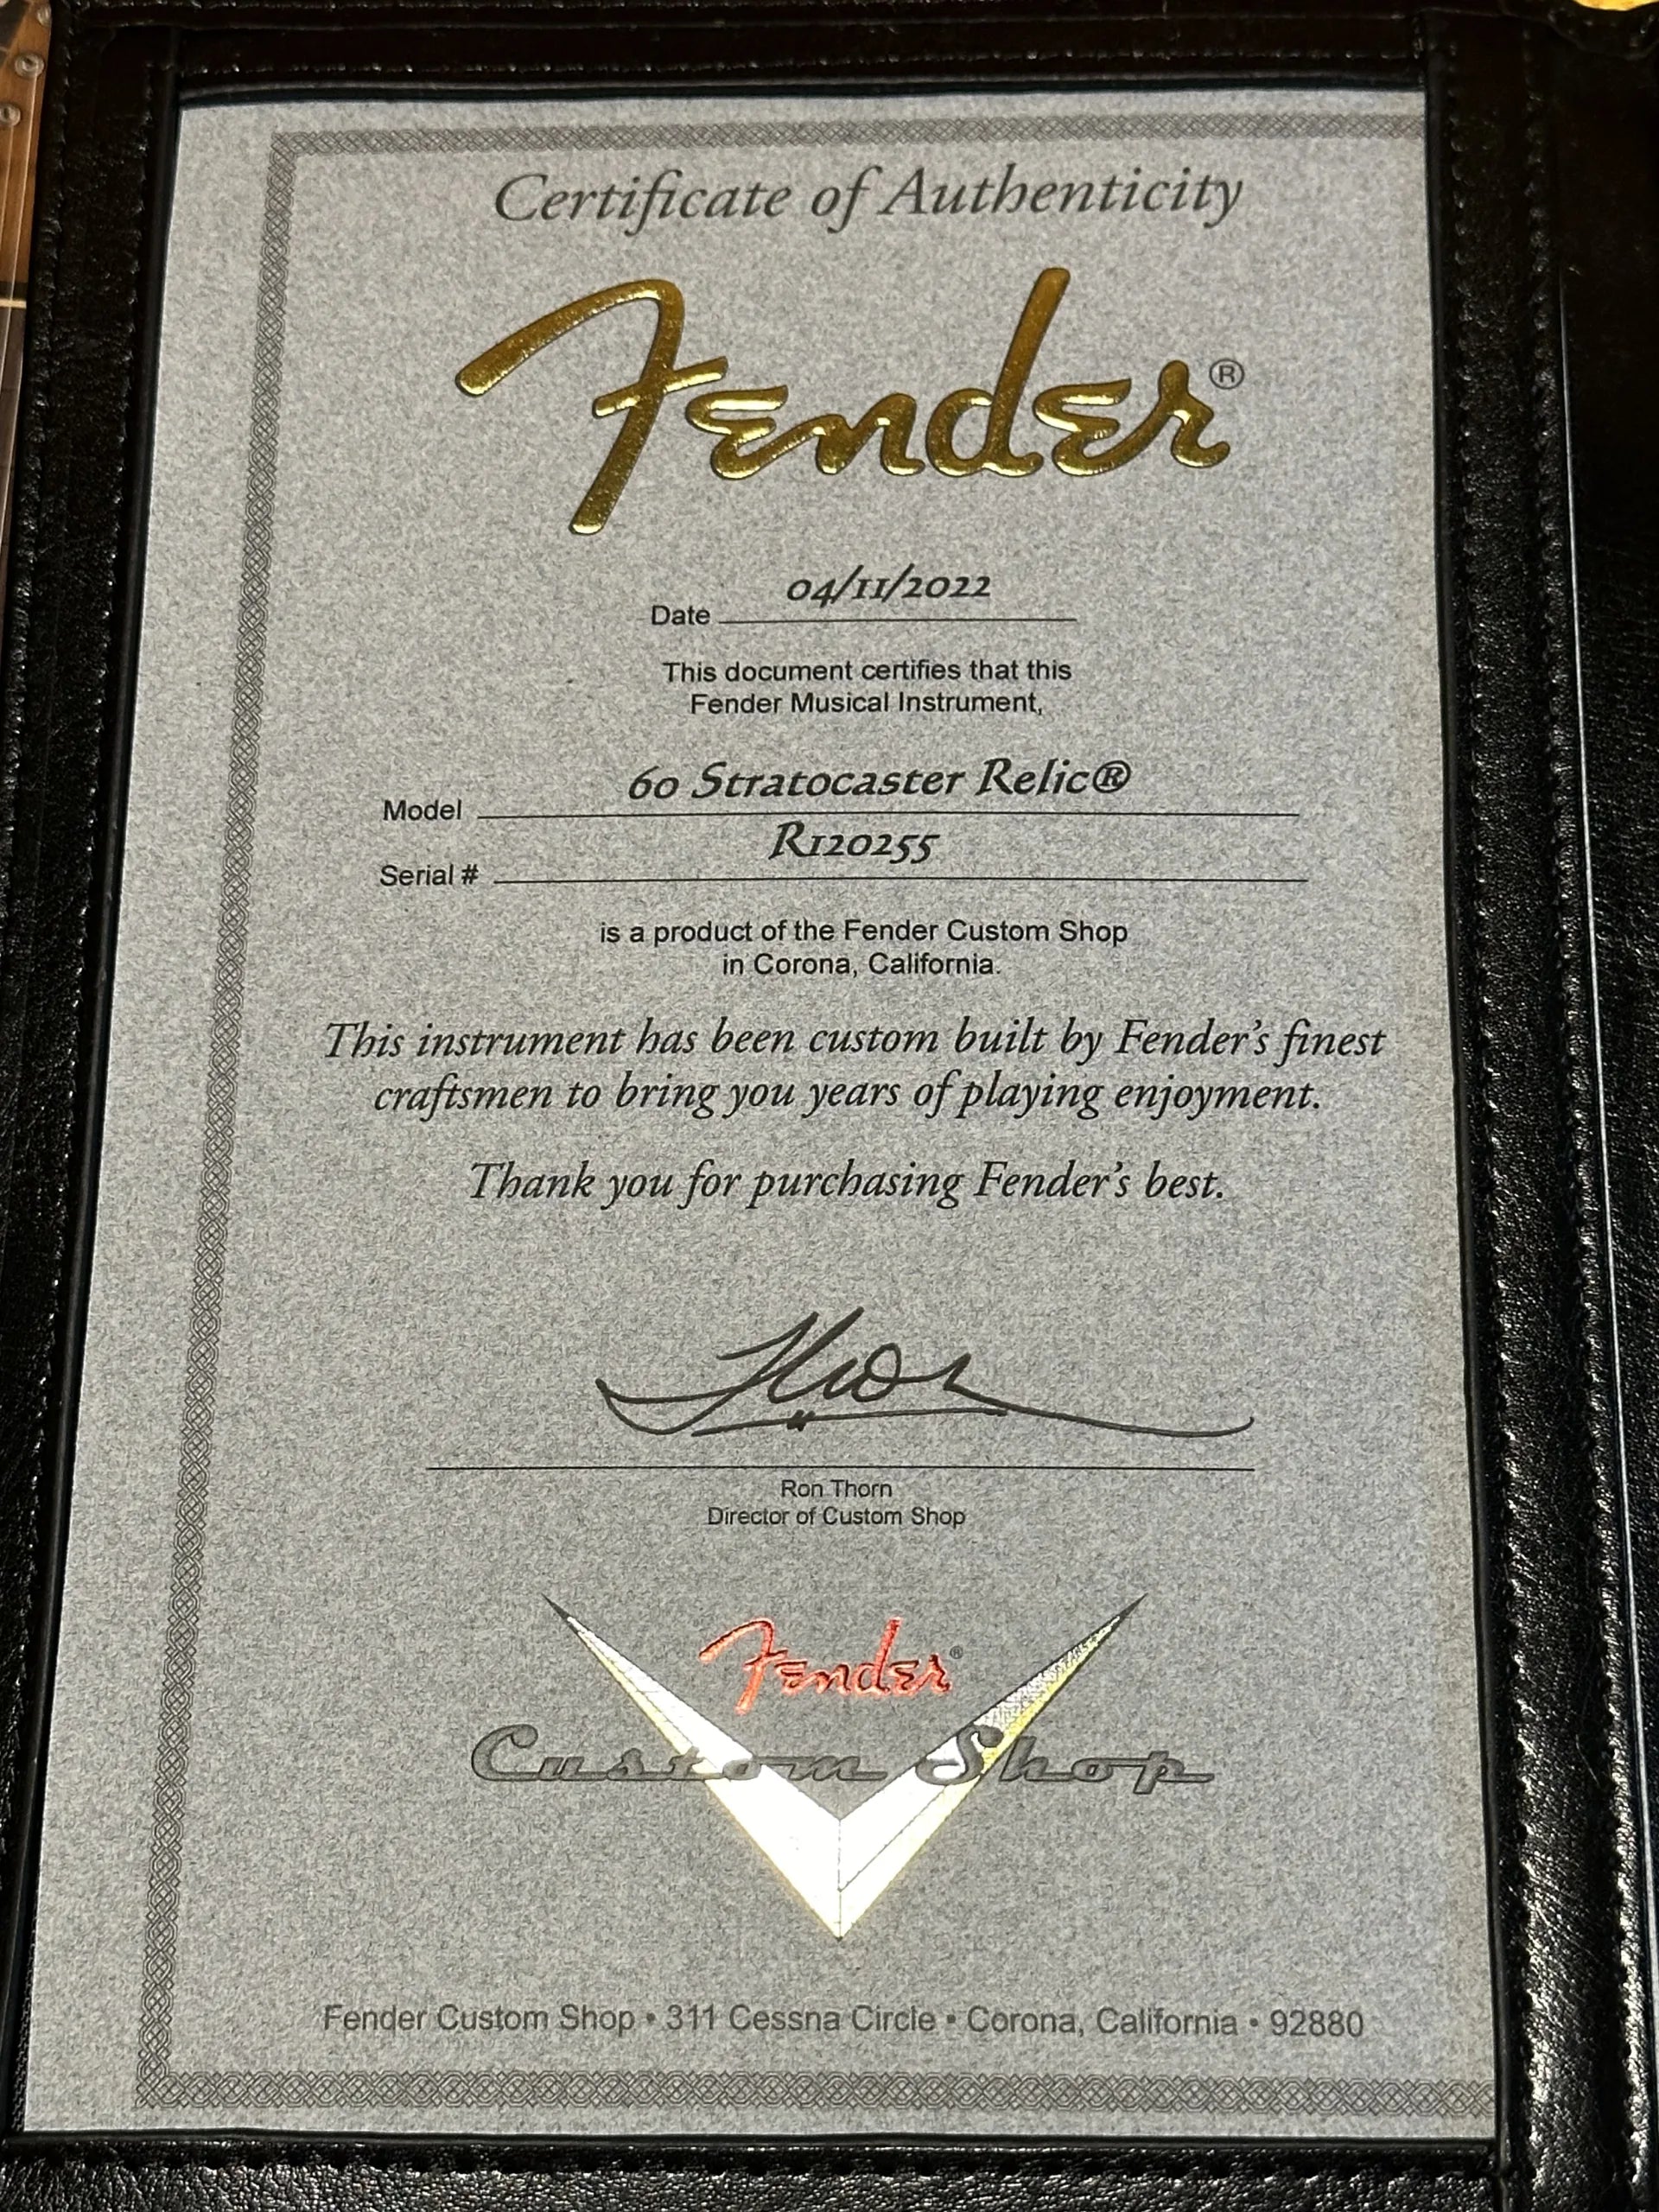 Certificate of Authenticity
Fender®
Date 04/11/2022
This document certifies that this
Fender Musical Instrument,
Model 60 Stratocaster Relic®
Serial # R120255
is a product of the Fender Custom Shop
in Corona, California.
This instrument has been custom built by Fender's finest
craftsmen to bring you years of playing enjoyment.
Thank you for purchasing Fender's best.
Ron Thorn
Director of Custom Shop
Fender®
Custom Shop
Fender Custom Shop • 311 Cessna Circle • Corona, California • 92880